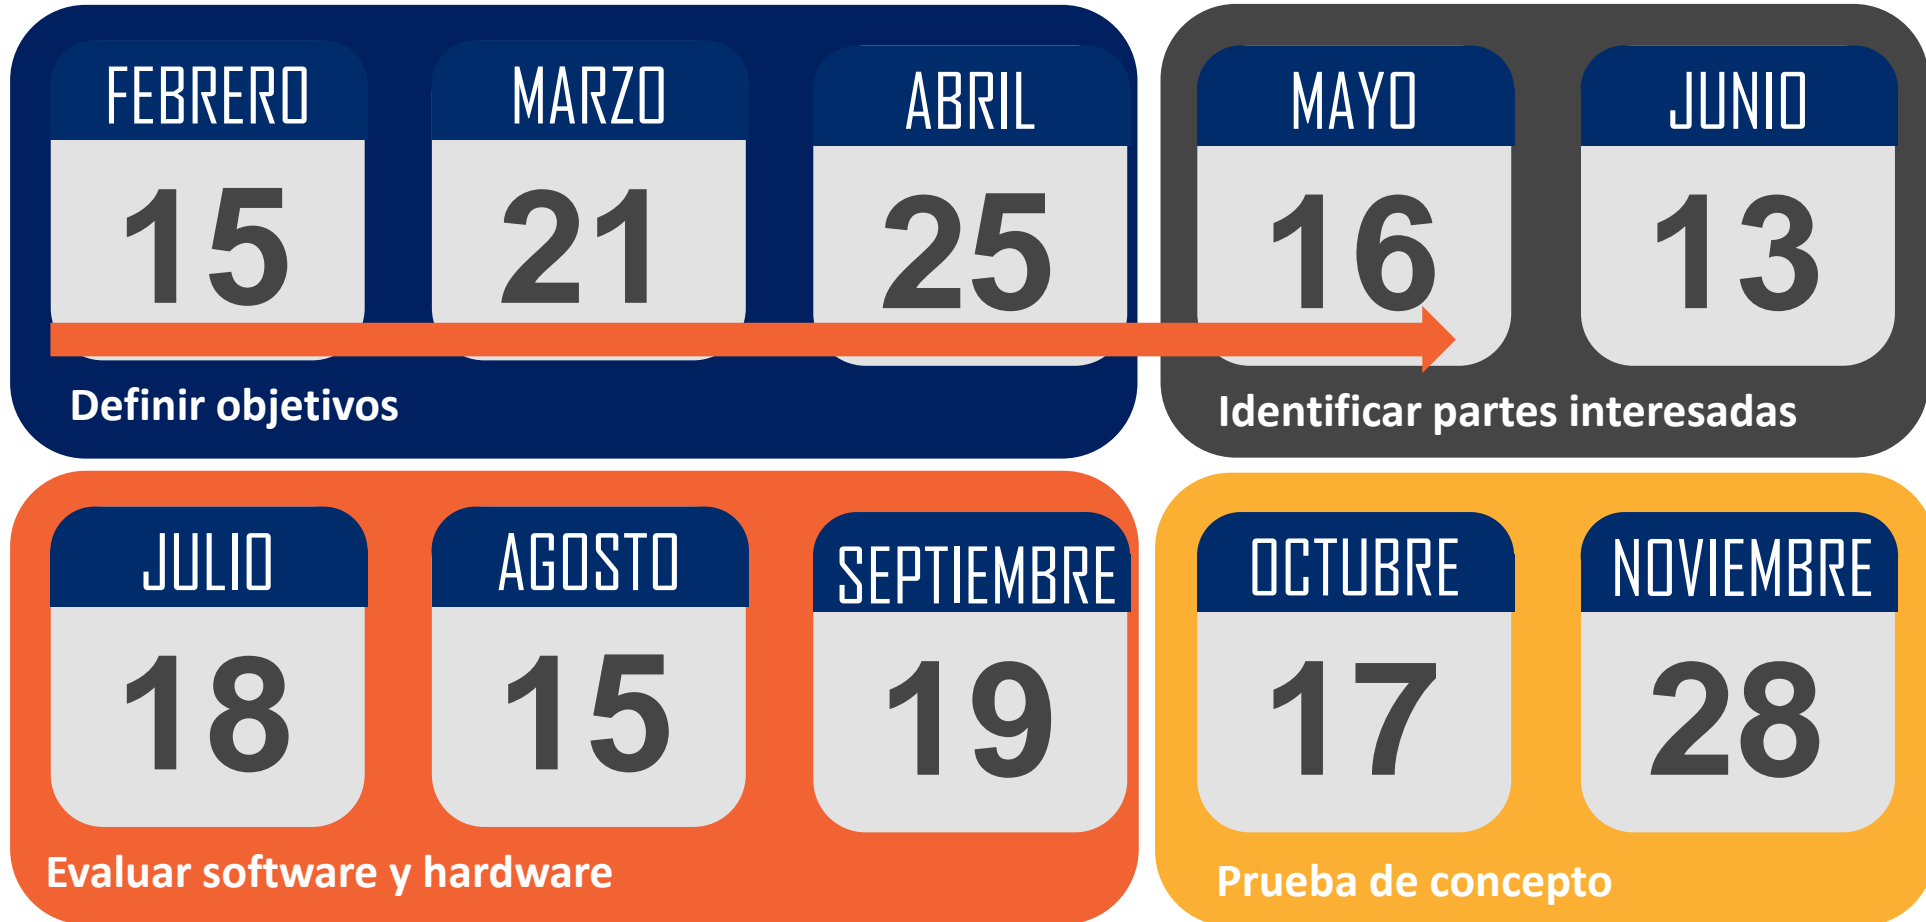 FEBRERO
15
MARZO
21
ABRIL
25
Definir objetivos
MAYO
16
JUNIO
13
Identificar partes interesadas
JULIO
18
AGOSTO
15
SEPTIEMBRE
19
Evaluar software y hardware
OCTUBRE
17
NOVIEMBRE
28
Prueba de concepto